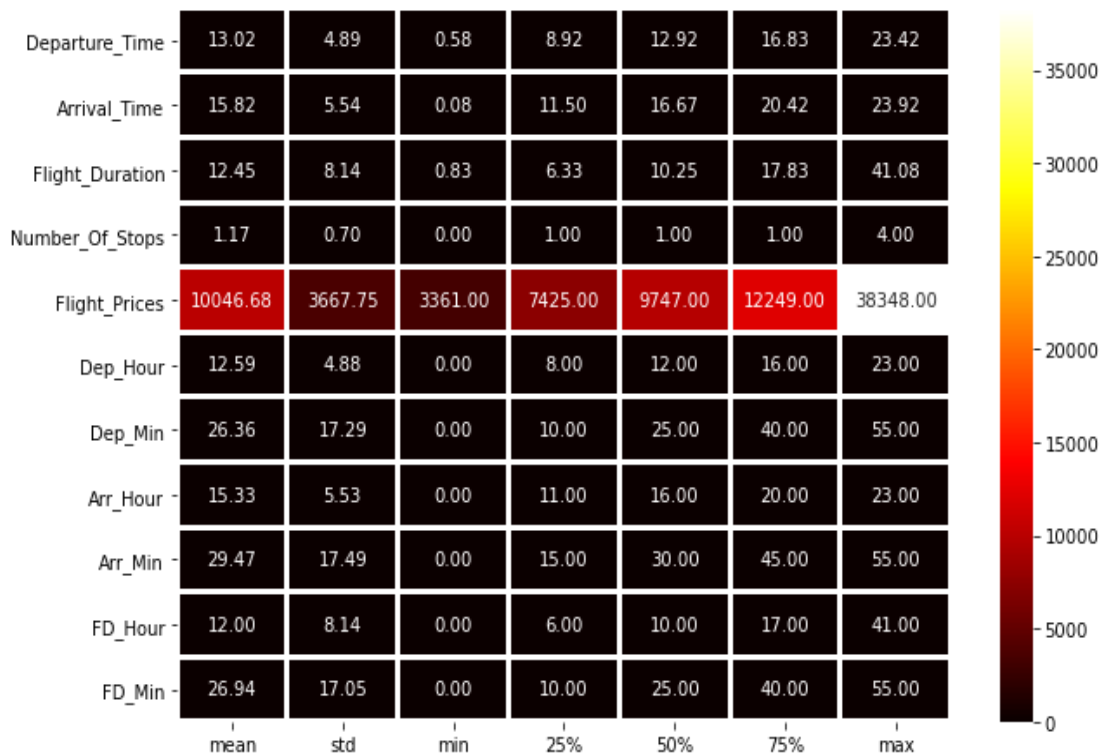 Departure_Time 13.02 4.89 0.58 8.92 12.92 16.83 23.42
Arrival_Time 15.82 5.54 0.08 11.50 16.67 20.42 23.92
Flight_Duration 12.45 8.14 0.83 6.33 10.25 17.83 41.08
Number_Of_Stops 1.17 0.70 0.00 1.00 1.00 1.00 4.00
Flight_Prices 10046.68 3667.75 3361.00 7425.00 9747.00 12249.00 38348.00
Dep_Hour 12.59 4.88 0.00 8.00 12.00 16.00 23.00
Dep_Min 26.36 17.29 0.00 10.00 25.00 40.00 55.00
Arr_Hour 15.33 5.53 0.00 11.00 16.00 20.00 23.00
Arr_Min 29.47 17.49 0.00 15.00 30.00 45.00 55.00
FD_Hour 12.00 8.14 0.00 6.00 10.00 17.00 41.00
FD_Min 26.94 17.05 0.00 10.00 25.00 40.00 55.00
mean std min 25% 50% 75% max
35000
30000
25000
20000
15000
10000
5000
0